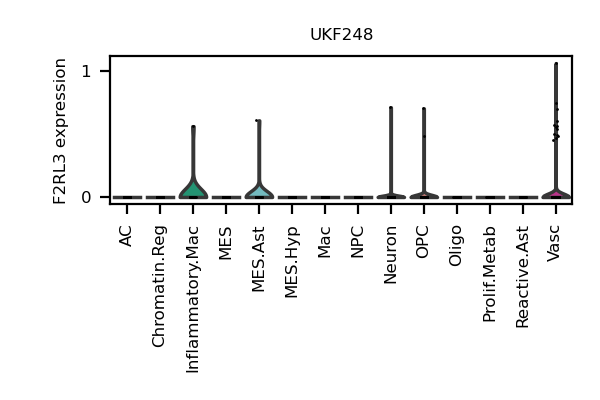 UKF248
F2RL3 expression
1
0
AC
Chromatin.Reg
Inflammatory.Mac
MES
MES.Ast
MES.Hyp
Mac
NPC
Neuron
OPC
Oligo
Prolif.Metab
Reactive.Ast
Vasc